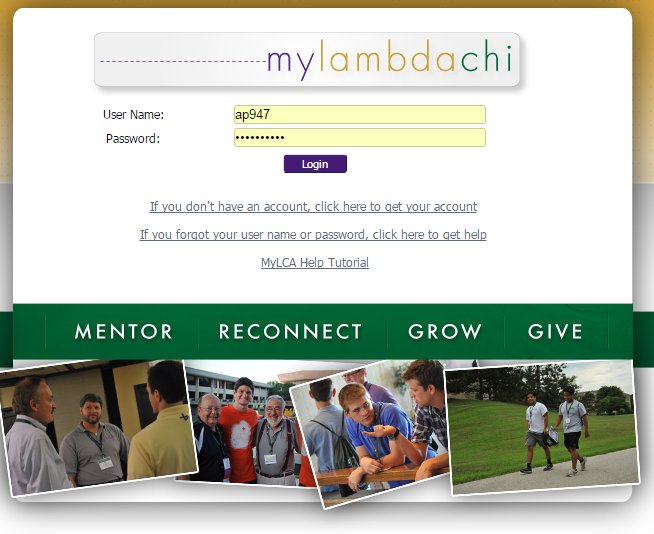 mylambdachi
User Name: ap947
Password: ••••••••••
Login
If you don't have an account, click here to get your account
If you forgot your user name or password, click here to get help
MyLCA Help Tutorial
MENTOR RECONNECT GROW GIVE